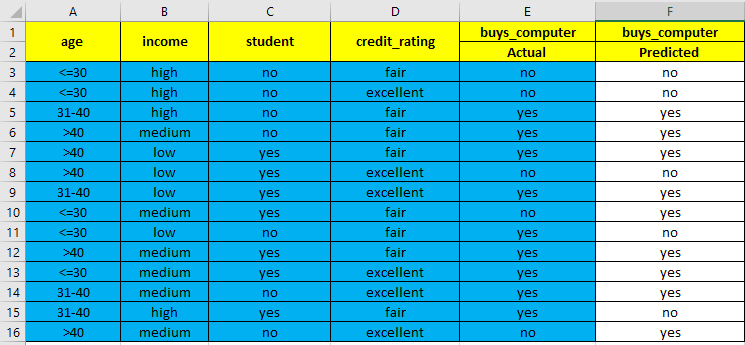 A B C D E F
1 age income student credit_rating buys_computer buys_computer
2 Actual Predicted
3 <=30 high no fair no no
4 <=30 high no excellent no no
5 31-40 high no fair yes yes
6 >40 medium no fair yes yes
7 >40 low yes fair yes yes
8 >40 low yes excellent no no
9 31-40 low yes excellent yes yes
10 <=30 medium yes fair no yes
11 <=30 low no fair yes no
12 >40 medium yes fair yes yes
13 <=30 medium yes excellent yes yes
14 31-40 medium no excellent yes yes
15 31-40 high yes fair yes no
16 >40 medium no excellent no yes